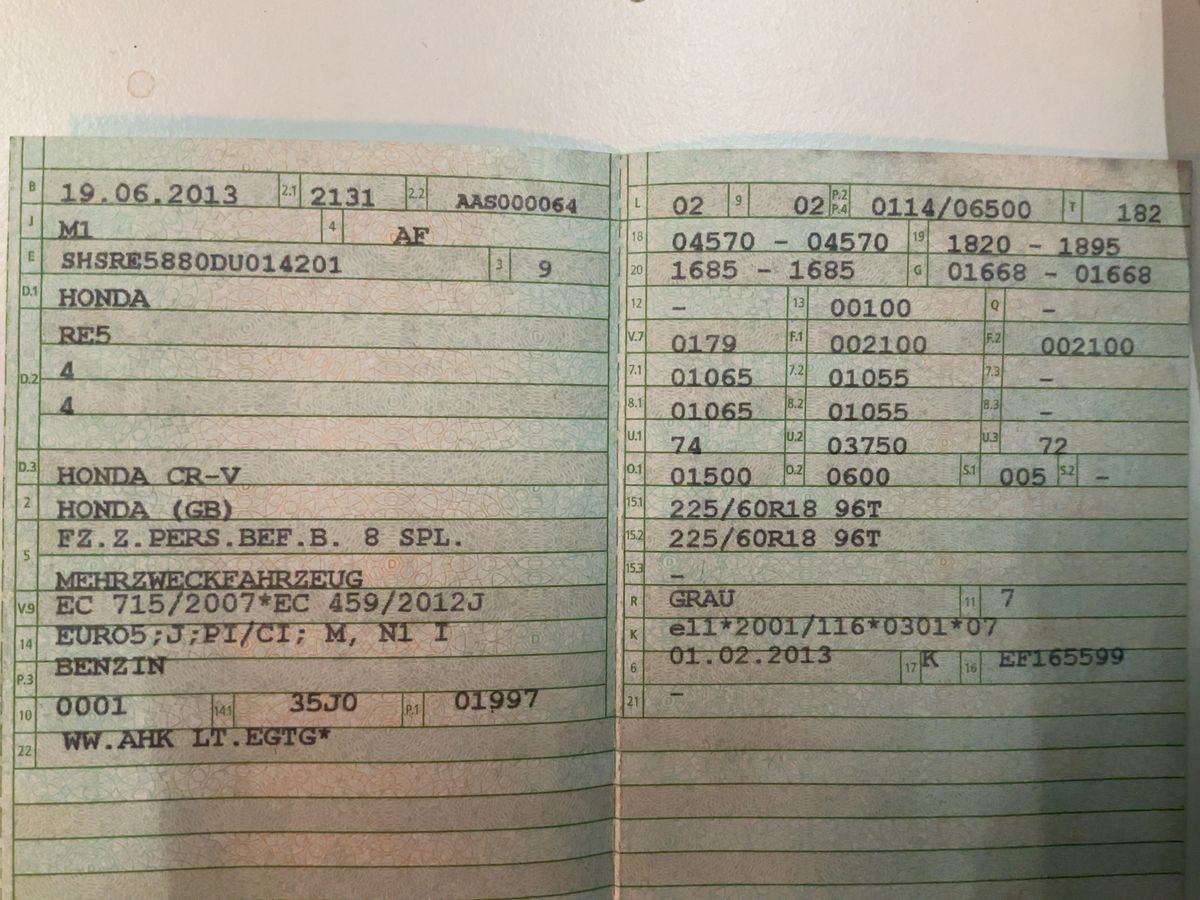 B 19.06.2013 2.1 2131 2.2 AAS000064
J M1 4 AF
E SHSRE5880DU014201 3 9
D.1 HONDA
RE5
D.2 4
4
D.3 HONDA CR-V
2 HONDA (GB)
FZ.Z.PERS.BEF.B. 8 SPL.
5
MEHRZWECKFAHRZEUG
V.9 EC 715/2007*EC 459/2012J
14 EURO5;J;PI/CI; M, N1 I
P.3 BENZIN
10 0001 14.1 35J0 P.1 01997
22 WW.AHK LT.EGTG*
L 02 9 02 P.2 P.4 0114/06500 T 182
18 04570 - 04570 19 1820 - 1895
20 1685 - 1685 G 01668 - 01668
12 - 13 00100 Q -
V.7 0179 F.1 002100 F.2 002100
7.1 01065 7.2 01055 7.3 -
8.1 01065 8.2 01055 8.3 -
U.1 74 U.2 03750 U.3 72
O.1 01500 O.2 0600 S.1 005 S.2 -
15.1 225/60R18 96T
15.2 225/60R18 96T
15.3 -
R GRAU 11 7
K e11*2001/116*0301*07
6 01.02.2013 17 K 16 EF165599
21 -